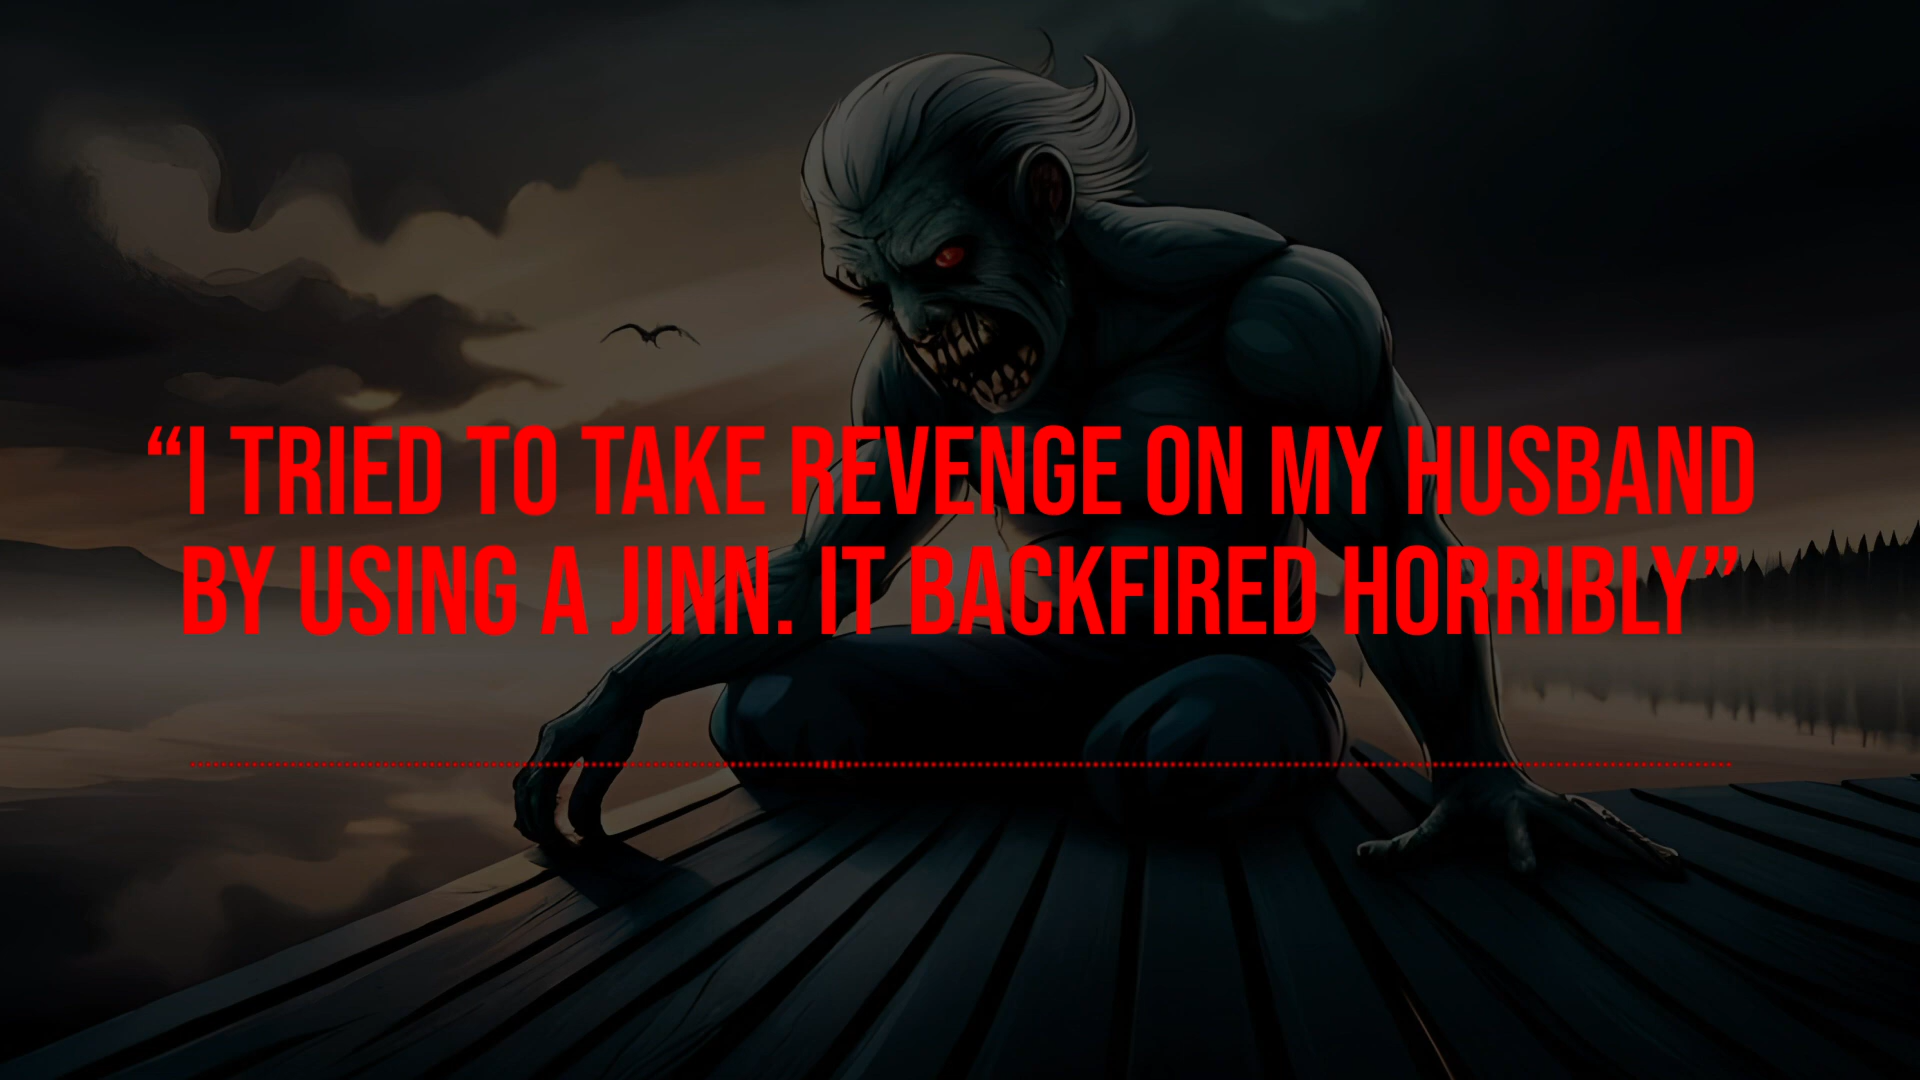 “I TRIED TO TAKE REVENGE ON MY HUSBAND
BY USING A JINN. IT BACKFIRED HORRIBLY”